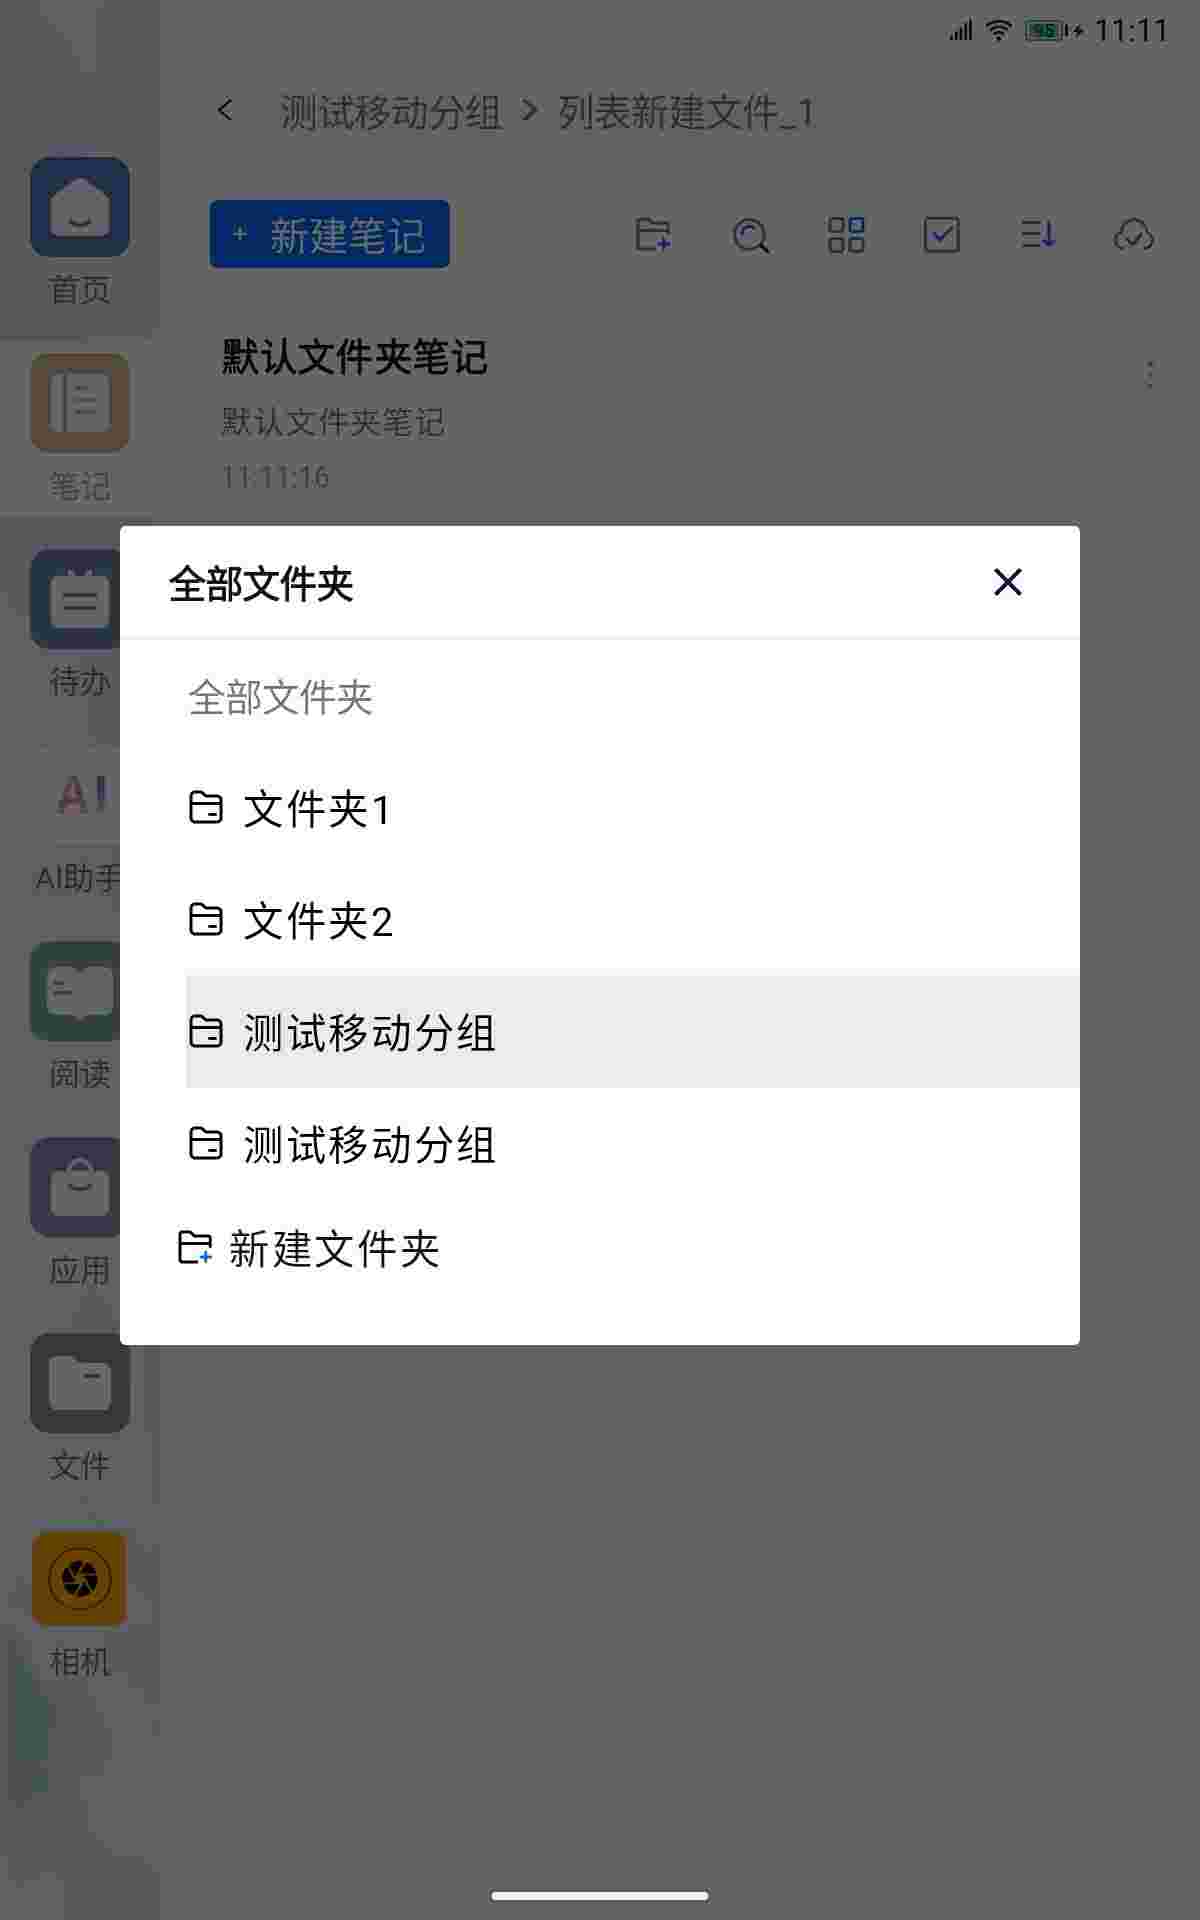 95 11:11
测试移动分组 > 列表新建文件_1
+ 新建笔记
首页
默认文件夹笔记
默认文件夹笔记
11:11:16
笔记
待办
AI
AI助手
阅读
应用
文件
相机
全部文件夹
全部文件夹
文件夹1
文件夹2
测试移动分组
测试移动分组
新建文件夹